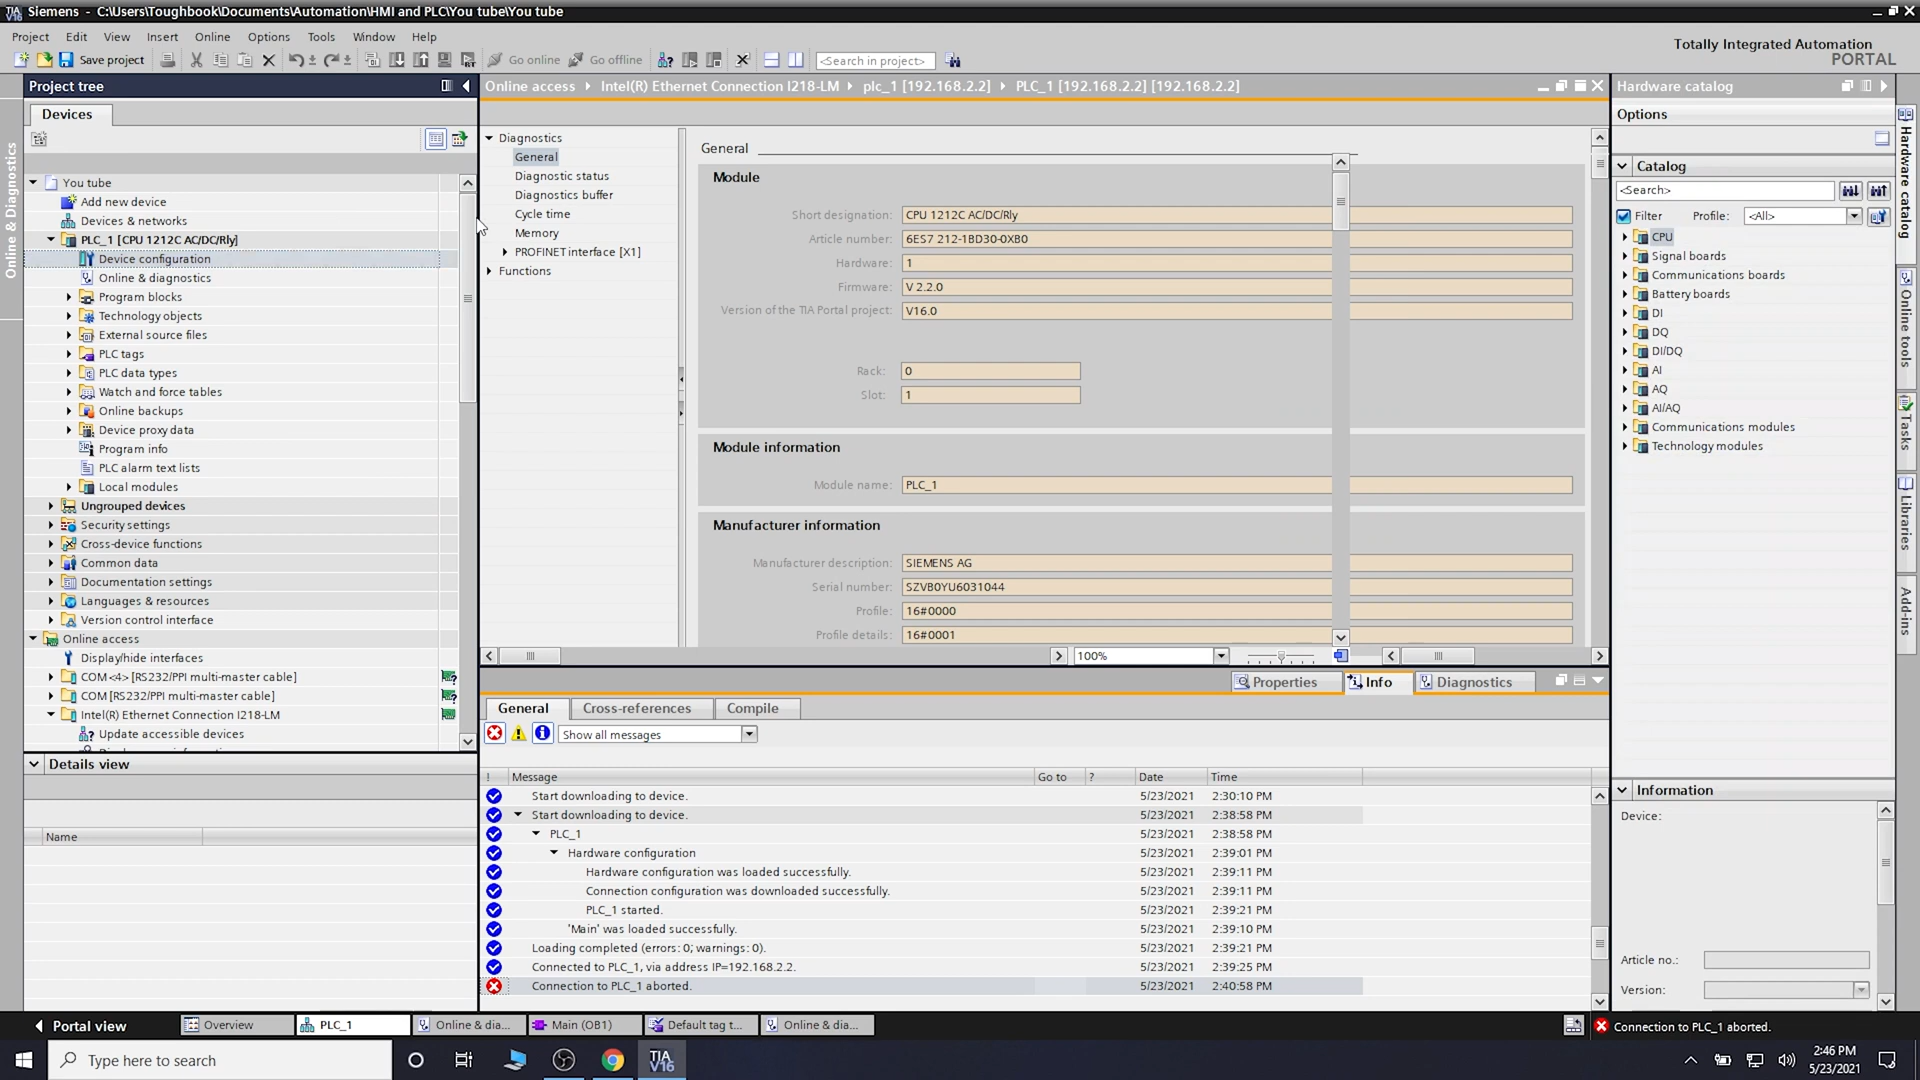 Siemens - C:\Users\Toughbook\Documents\Automation\HMI and PLC\You tube\You tube
Project Edit View Insert Online Options Tools Window Help
Totally Integrated Automation
PORTAL
Save project
Go online
Go offline
<Search in project>
Project tree
Online access › Intel(R) Ethernet Connection I218-LM › plc_1 [192.168.2.2] › PLC_1 [192.168.2.2] [192.168.2.2]
Hardware catalog
Devices
Online & Diagnostics
You tube
Add new device
Devices & networks
PLC_1 [CPU 1212C AC/DC/Rly]
Device configuration
Online & diagnostics
Program blocks
Technology objects
External source files
PLC tags
PLC data types
Watch and force tables
Online backups
Device proxy data
Program info
PLC alarm text lists
Local modules
Ungrouped devices
Security settings
Cross-device functions
Common data
Documentation settings
Languages & resources
Version control interface
Online access
Display/hide interfaces
COM <4> [RS232/PPI multi-master cable]
COM [RS232/PPI multi-master cable]
Intel(R) Ethernet Connection I218-LM
Update accessible devices
Details view
Name
Diagnostics
General
Diagnostic status
Diagnostics buffer
Cycle time
Memory
PROFINET interface [X1]
Functions
General
Module
Short designation: CPU 1212C AC/DC/Rly
Article number: 6ES7 212-1BD30-0XB0
Hardware: 1
Firmware: V 2.2.0
Version of the TIA Portal project: V16.0
Rack: 0
Slot: 1
Module information
Module name: PLC_1
Manufacturer information
Manufacturer description: SIEMENS AG
Serial number: SZVB0YU6031044
Profile: 16#0000
Profile details: 16#0001
100%
Properties
Info
Diagnostics
General
Cross-references
Compile
Show all messages
! Message Go to ? Date Time
Start downloading to device. 5/23/2021 2:30:10 PM
Start downloading to device. 5/23/2021 2:38:58 PM
PLC_1 5/23/2021 2:38:58 PM
Hardware configuration 5/23/2021 2:39:01 PM
Hardware configuration was loaded successfully. 5/23/2021 2:39:11 PM
Connection configuration was downloaded successfully. 5/23/2021 2:39:11 PM
PLC_1 started. 5/23/2021 2:39:21 PM
'Main' was loaded successfully. 5/23/2021 2:39:10 PM
Loading completed (errors: 0; warnings: 0). 5/23/2021 2:39:21 PM
Connected to PLC_1, via address IP=192.168.2.2. 5/23/2021 2:39:25 PM
Connection to PLC_1 aborted. 5/23/2021 2:40:58 PM
Options
Catalog
<Search>
Filter Profile: <All>
CPU
Signal boards
Communications boards
Battery boards
DI
DQ
DI/DQ
AI
AQ
AI/AQ
Communications modules
Technology modules
Information
Device:
Article no.:
Version:
Hardware catalog
Online tools
Tasks
Libraries
Add-ins
Portal view
Overview
PLC_1
Online & dia...
Main (OB1)
Default tag t...
Online & dia...
Connection to PLC_1 aborted.
Type here to search
TIA
V16
2:46 PM
5/23/2021